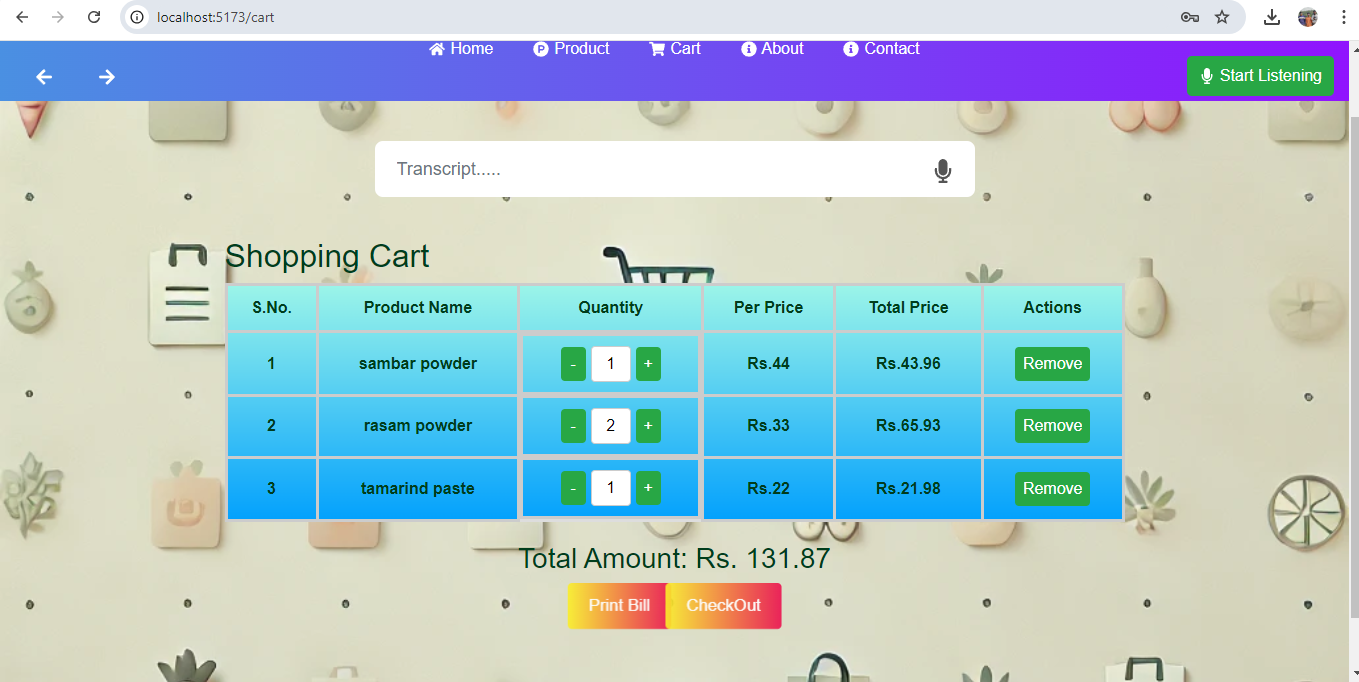 localhost:5173/cart
Home Product Cart About Contact
Start Listening
Transcript.....
Shopping Cart
S.No. Product Name Quantity Per Price Total Price Actions
1 sambar powder - 1 + Rs.44 Rs.43.96 Remove
2 rasam powder - 2 + Rs.33 Rs.65.93 Remove
3 tamarind paste - 1 + Rs.22 Rs.21.98 Remove
Total Amount: Rs. 131.87
Print Bill CheckOut